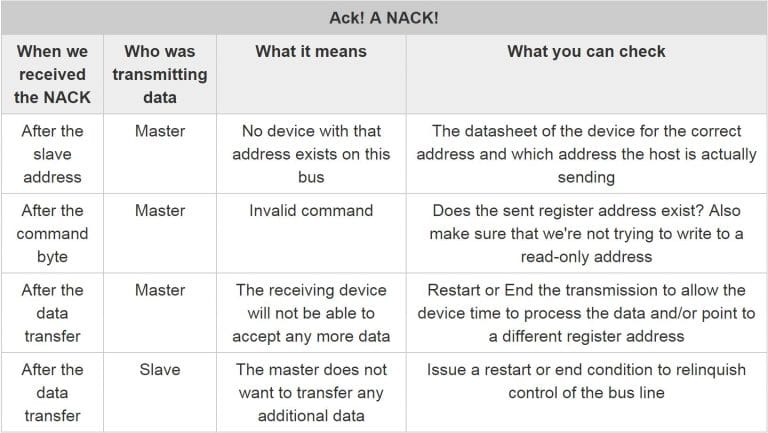 Ack! A NACK!
When we
received
the NACK
Who was
transmitting
data
What it means
What you can check
After the
slave
address
Master
No device with that
address exists on this
bus
The datasheet of the device for the correct
address and which address the host is actually
sending
After the
command
byte
Master
Invalid command
Does the sent register address exist? Also
make sure that we're not trying to write to a
read-only address
After the
data
transfer
Master
The receiving device
will not be able to
accept any more data
Restart or End the transmission to allow the
device time to process the data and/or point to
a different register address
After the
data
transfer
Slave
The master does not
want to transfer any
additional data
Issue a restart or end condition to relinquish
control of the bus line